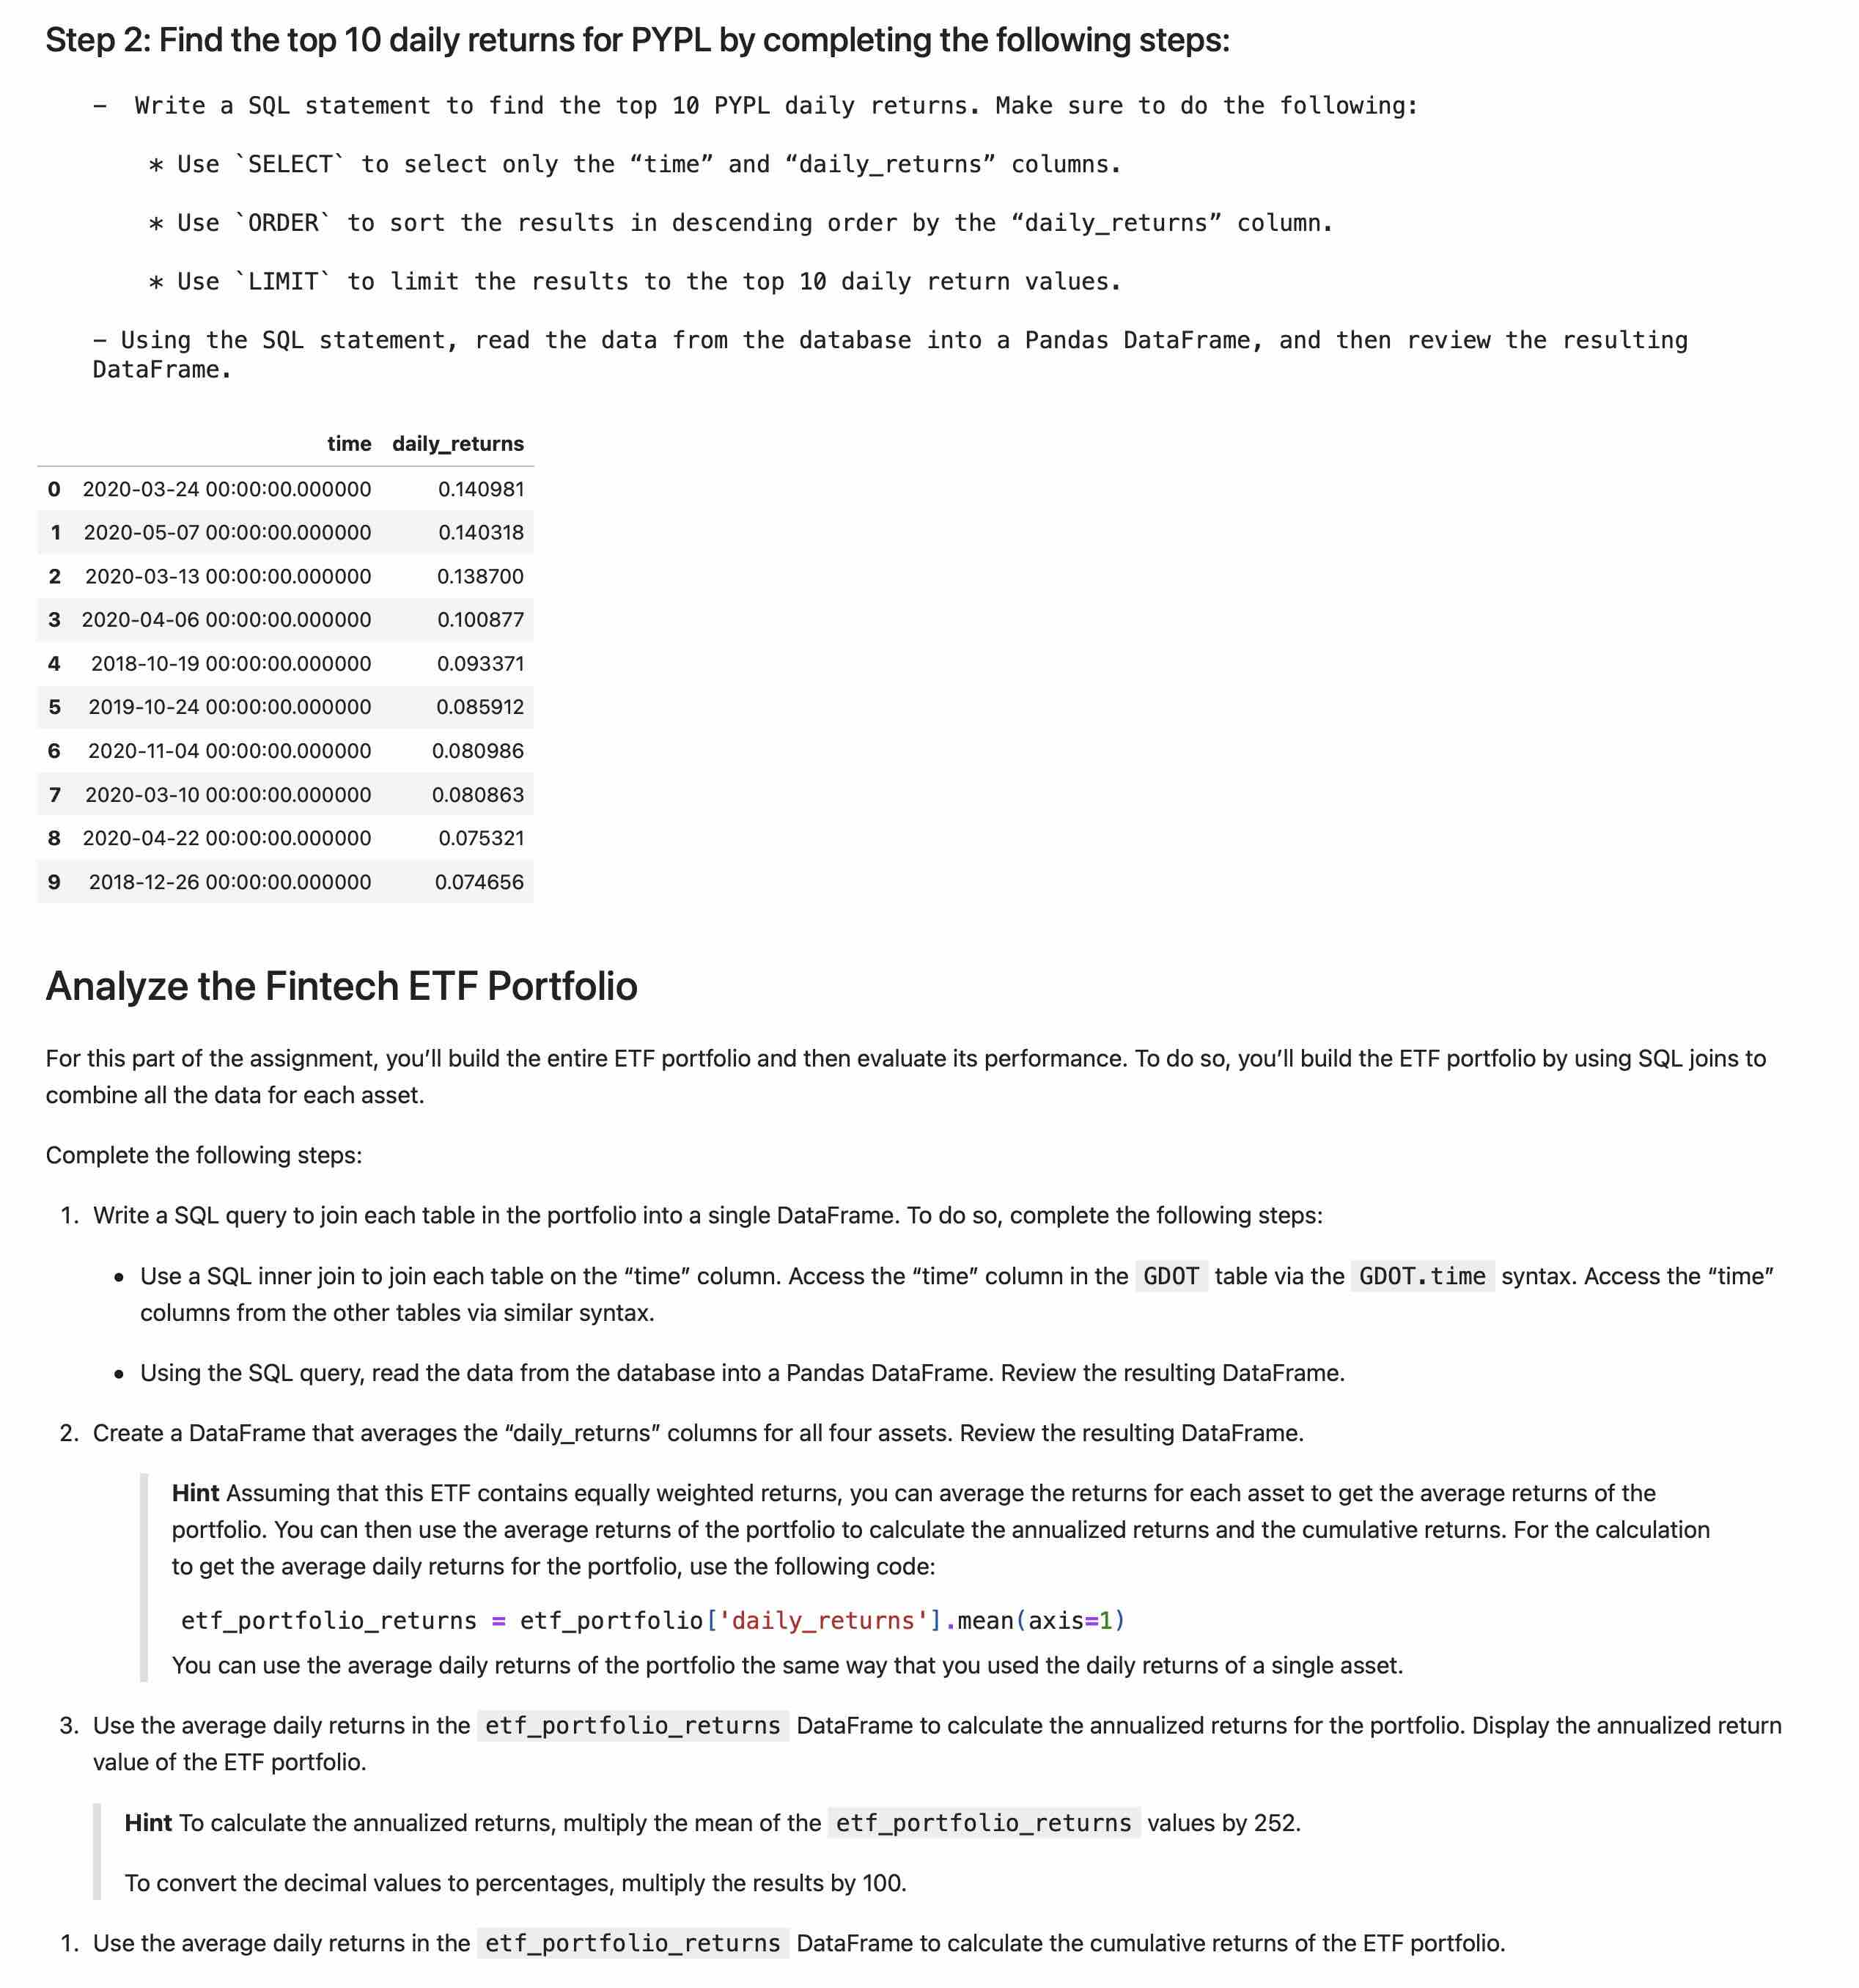 Step 2: Find the top 10 daily returns for PYPL by completing the following steps:
–  Write a SQL statement to find the top 10 PYPL daily returns. Make sure to do the following:
* Use `SELECT` to select only the “time” and “daily_returns” columns.
* Use `ORDER` to sort the results in descending order by the “daily_returns” column.
* Use `LIMIT` to limit the results to the top 10 daily return values.
– Using the SQL statement, read the data from the database into a Pandas DataFrame, and then review the resulting
DataFrame.
time daily_returns
0 2020-03-24 00:00:00.000000 0.140981
1 2020-05-07 00:00:00.000000 0.140318
2 2020-03-13 00:00:00.000000 0.138700
3 2020-04-06 00:00:00.000000 0.100877
4 2018-10-19 00:00:00.000000 0.093371
5 2019-10-24 00:00:00.000000 0.085912
6 2020-11-04 00:00:00.000000 0.080986
7 2020-03-10 00:00:00.000000 0.080863
8 2020-04-22 00:00:00.000000 0.075321
9 2018-12-26 00:00:00.000000 0.074656
Analyze the Fintech ETF Portfolio
For this part of the assignment, you’ll build the entire ETF portfolio and then evaluate its performance. To do so, you’ll build the ETF portfolio by using SQL joins to
combine all the data for each asset.
Complete the following steps:
1. Write a SQL query to join each table in the portfolio into a single DataFrame. To do so, complete the following steps:
• Use a SQL inner join to join each table on the “time” column. Access the “time” column in the GDOT table via the GDOT.time syntax. Access the “time”
columns from the other tables via similar syntax.
• Using the SQL query, read the data from the database into a Pandas DataFrame. Review the resulting DataFrame.
2. Create a DataFrame that averages the “daily_returns” columns for all four assets. Review the resulting DataFrame.
Hint Assuming that this ETF contains equally weighted returns, you can average the returns for each asset to get the average returns of the
portfolio. You can then use the average returns of the portfolio to calculate the annualized returns and the cumulative returns. For the calculation
to get the average daily returns for the portfolio, use the following code:
etf_portfolio_returns = etf_portfolio['daily_returns'].mean(axis=1)
You can use the average daily returns of the portfolio the same way that you used the daily returns of a single asset.
3. Use the average daily returns in the etf_portfolio_returns DataFrame to calculate the annualized returns for the portfolio. Display the annualized return
value of the ETF portfolio.
Hint To calculate the annualized returns, multiply the mean of the etf_portfolio_returns values by 252.
To convert the decimal values to percentages, multiply the results by 100.
1. Use the average daily returns in the etf_portfolio_returns DataFrame to calculate the cumulative returns of the ETF portfolio.